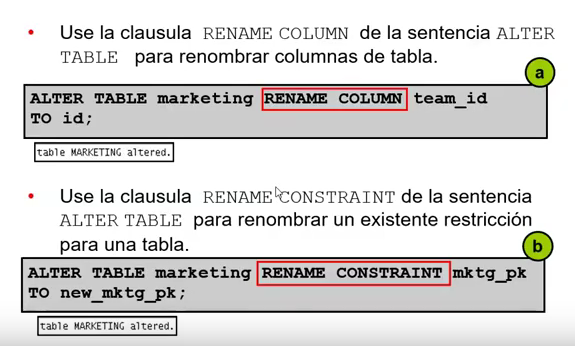 • Use la clausula RENAME COLUMN de la sentencia ALTER
TABLE para renombrar columnas de tabla.
a
ALTER TABLE marketing RENAME COLUMN team_id
TO id;
table MARKETING altered.
• Use la clausula RENAME CONSTRAINT de la sentencia
ALTER TABLE para renombrar un existente restricción
para una tabla.
b
ALTER TABLE marketing RENAME CONSTRAINT mktg_pk
TO new_mktg_pk;
table MARKETING altered.